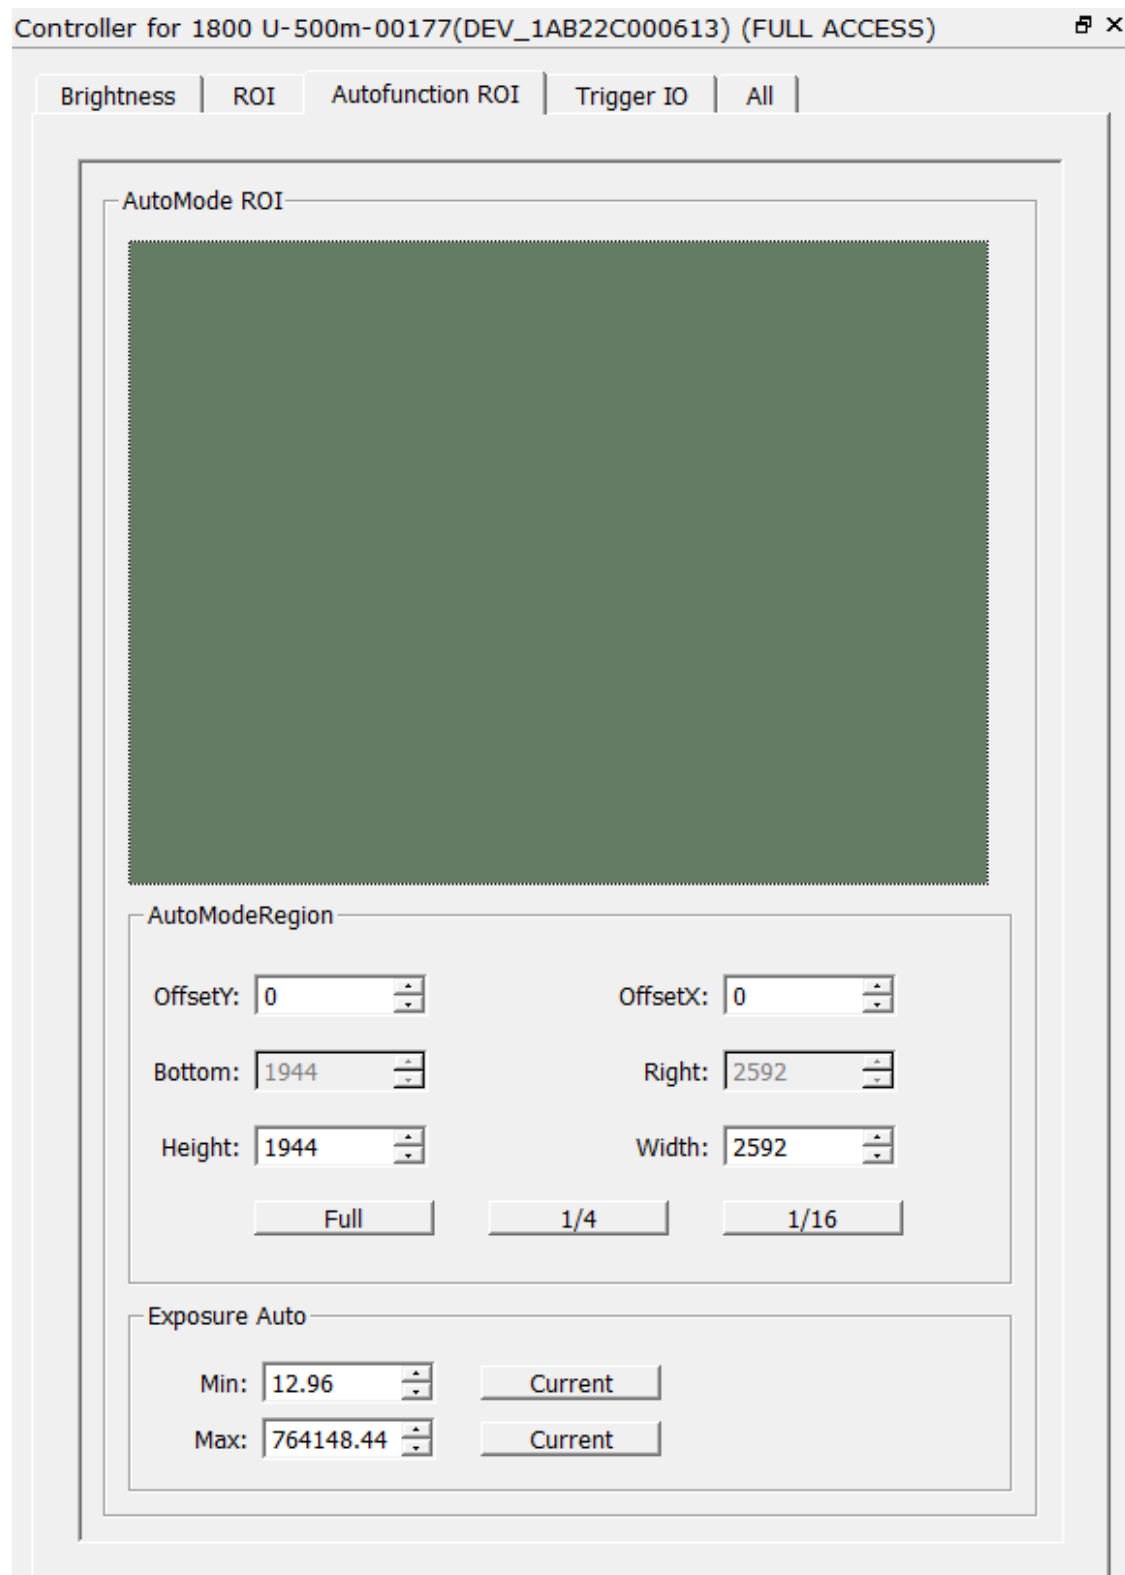 Controller for 1800 U-500m-00177(DEV_1AB22C000613) (FULL ACCESS)
Brightness ROI Autofunction ROI Trigger IO All
AutoMode ROI
AutoModeRegion
OffsetY: 0 OffsetX: 0
Bottom: 1944 Right: 2592
Height: 1944 Width: 2592
Full 1/4 1/16
Exposure Auto
Min: 12.96 Current
Max: 764148.44 Current